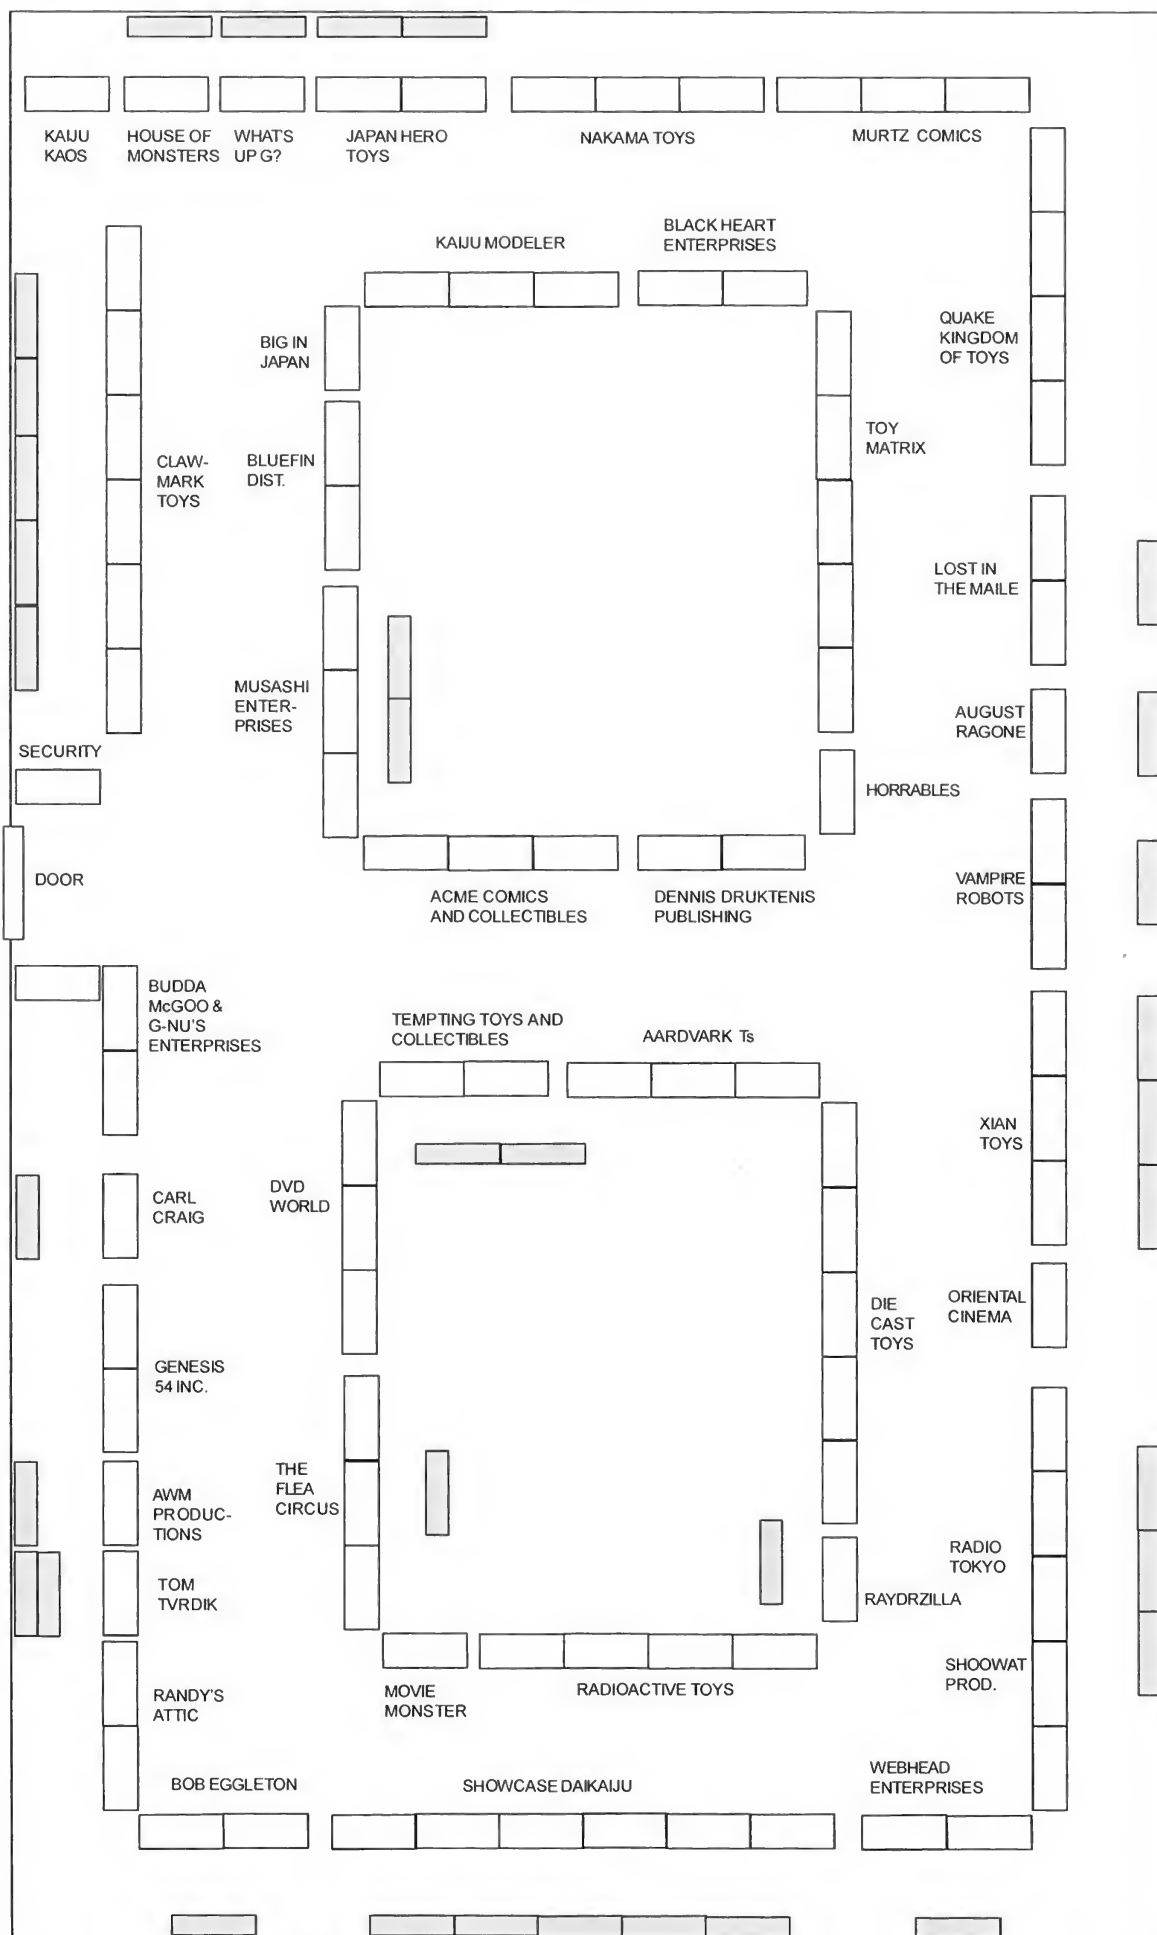 KAIJU
KAOS
HOUSE OF
MONSTERS
WHAT'S
UP G?
JAPAN HERO
TOYS
NAKAMA TOYS
MURTZ COMICS
KAIJU MODELER
BLACK HEART
ENTERPRISES
BIG IN
JAPAN
QUAKE
KINGDOM
OF TOYS
CLAW-
MARK
TOYS
BLUEFIN
DIST.
TOY
MATRIX
LOST IN
THE MAILE
MUSASHI
ENTER-
PRISES
AUGUST
RAGONE
SECURITY
HORRABLES
DOOR
ACME COMICS
AND COLLECTIBLES
DENNIS DRUKTENIS
PUBLISHING
VAMPIRE
ROBOTS
BUDDA
McGOO &
G-NU'S
ENTERPRISES
TEMPTING TOYS AND
COLLECTIBLES
AARDVARK Ts
XIAN
TOYS
CARL
CRAIG
DVD
WORLD
DIE
CAST
TOYS
ORIENTAL
CINEMA
GENESIS
54 INC.
THE
FLEA
CIRCUS
AWM
PRODUC-
TIONS
RADIO
TOKYO
TOM
TVRDIK
RAYDRZILLA
RANDY'S
ATTIC
MOVIE
MONSTER
RADIOACTIVE TOYS
SHOOWAT
PROD.
BOB EGGLETON
SHOWCASE DAIKAIJU
WEBHEAD
ENTERPRISES